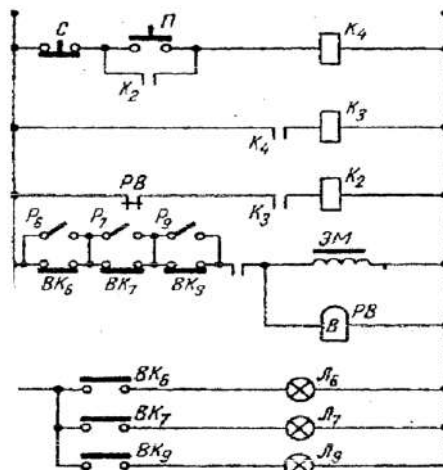 С П
К2 К4
К4 К3
РВ К3 К2
Р6 Р7 Р9
ВК6 ВК7 ВК9 ЭМ
В РВ
ВК6 Л6
ВК7 Л7
ВК9 Л9